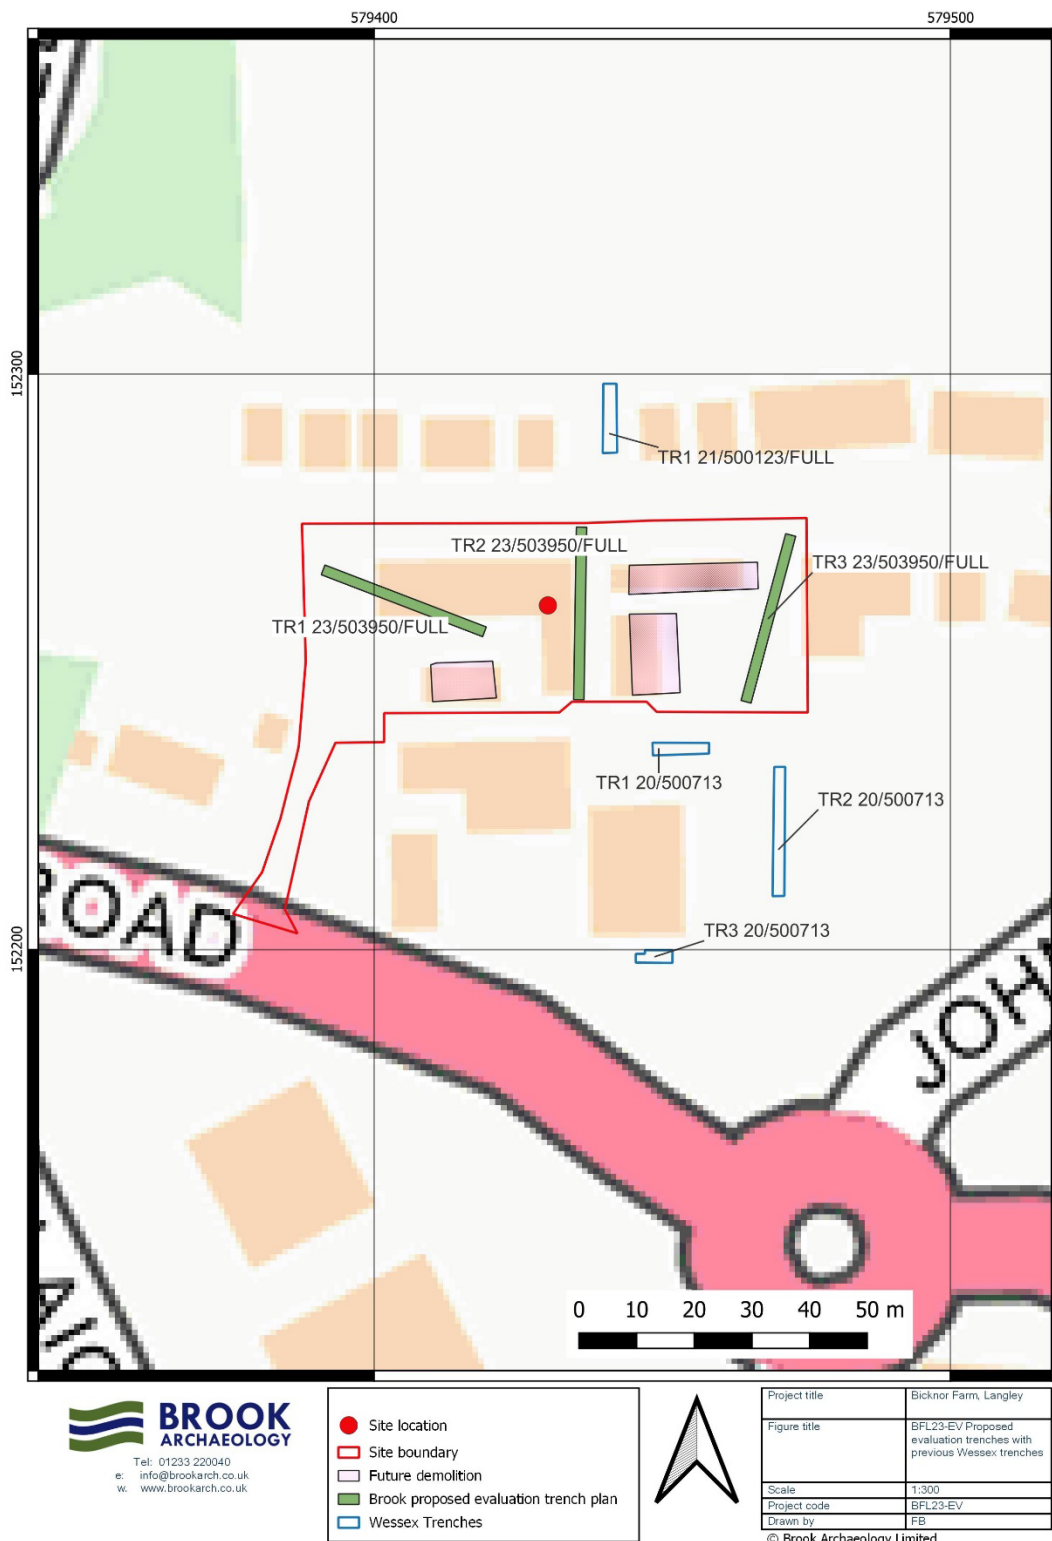 579400
579500
152300
TR1 21/500123/FULL
TR2 23/503950/FULL
TR3 23/503950/FULL
TR1 23/503950/FULL
TR1 20/500713
TR2 20/500713
TR3 20/500713
152200
ROAD
JOHN
0 10 20 30 40 50 m
BROOK
ARCHAEOLOGY
Tel: 01233 220040
e: info@brookarch.co.uk
w. www.brookarch.co.uk
Site location
Site boundary
Future demolition
Brook proposed evaluation trench plan
Wessex Trenches
Project title Bicknor Farm, Langley
Figure title BFL23-EV Proposed
evaluation trenches with
previous Wessex trenches
Scale 1:300
Project code BFL23-EV
Drawn by FB
© Brook Archaeology Limited